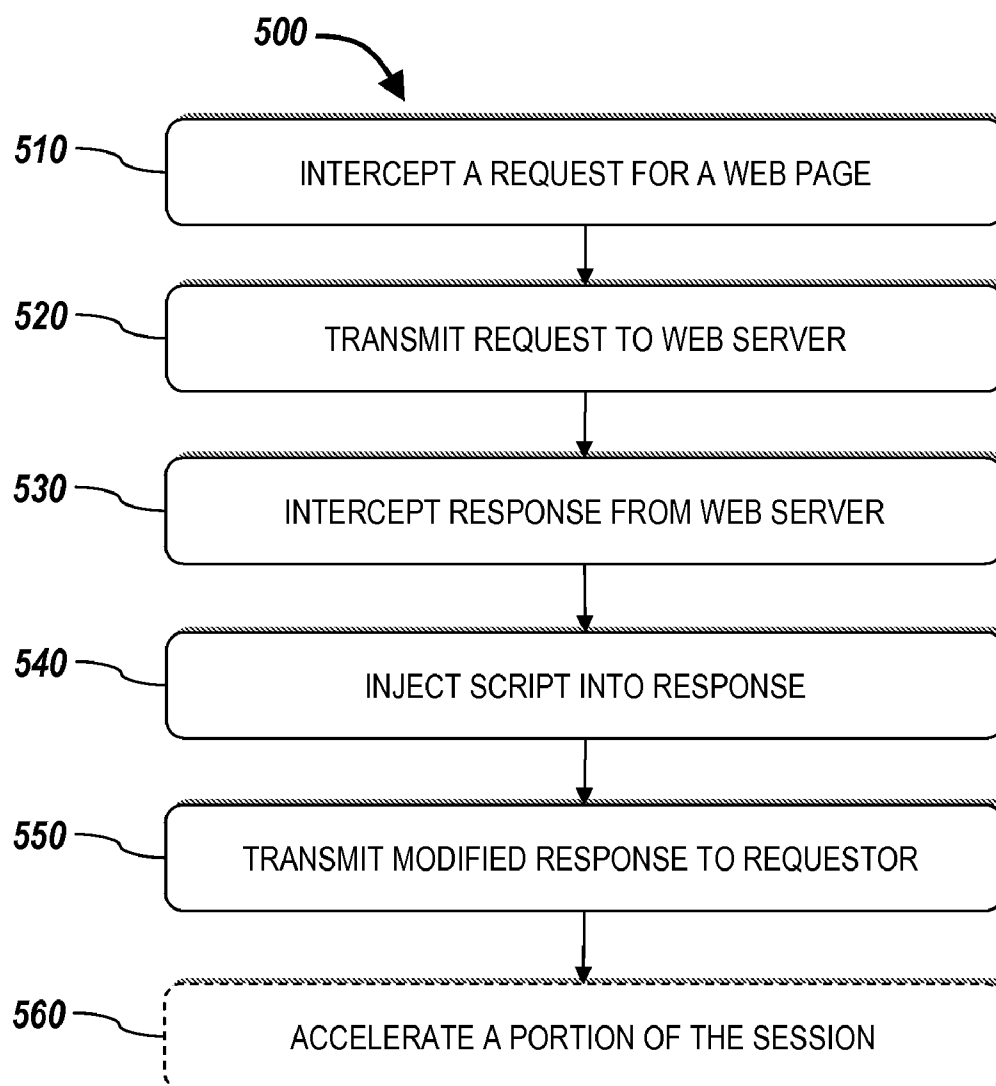 500
510
INTERCEPT A REQUEST FOR A WEB PAGE
520
TRANSMIT REQUEST TO WEB SERVER
530
INTERCEPT RESPONSE FROM WEB SERVER
540
INJECT SCRIPT INTO RESPONSE
550
TRANSMIT MODIFIED RESPONSE TO REQUESTOR
560
ACCELERATE A PORTION OF THE SESSION